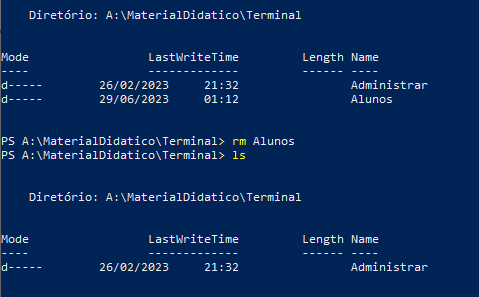 Diretório: A:\MaterialDidatico\Terminal
Mode LastWriteTime Length Name
---- ------------- ------ ----
d----- 26/02/2023 21:32 Administrar
d----- 29/06/2023 01:12 Alunos
PS A:\MaterialDidatico\Terminal> rm Alunos
PS A:\MaterialDidatico\Terminal> ls
Diretório: A:\MaterialDidatico\Terminal
Mode LastWriteTime Length Name
---- ------------- ------ ----
d----- 26/02/2023 21:32 Administrar